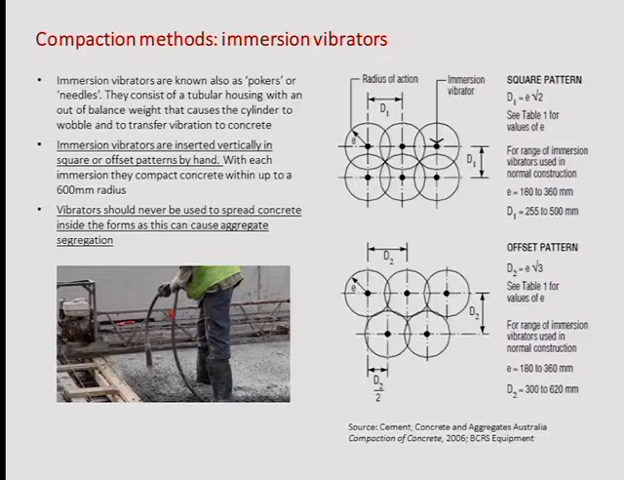 Compaction methods: immersion vibrators
• Immersion vibrators are known also as 'pokers' or
'needles'. They consist of a tubular housing with an
out of balance weight that causes the cylinder to
wobble and to transfer vibration to concrete
• Immersion vibrators are inserted vertically in
square or offset patterns by hand. With each
immersion they compact concrete within up to a
600mm radius
• Vibrators should never be used to spread concrete
inside the forms as this can cause aggregate
segregation
Radius of action
Immersion
vibrator
D₁
e
D₁
SQUARE PATTERN
D₁ = e √2
See Table 1 for
values of e
For range of immersion
vibrators used in
normal construction
e = 180 to 360 mm
D₁ = 255 to 500 mm
D₂
e
D₂
D₂
2
OFFSET PATTERN
D₂ = e √3
See Table 1 for
values of e
For range of immersion
vibrators used in
normal construction
e = 180 to 360 mm
D₂ = 300 to 620 mm
Source: Cement, Concrete and Aggregates Australia
Compaction of Concrete, 2006; BCRS Equipment